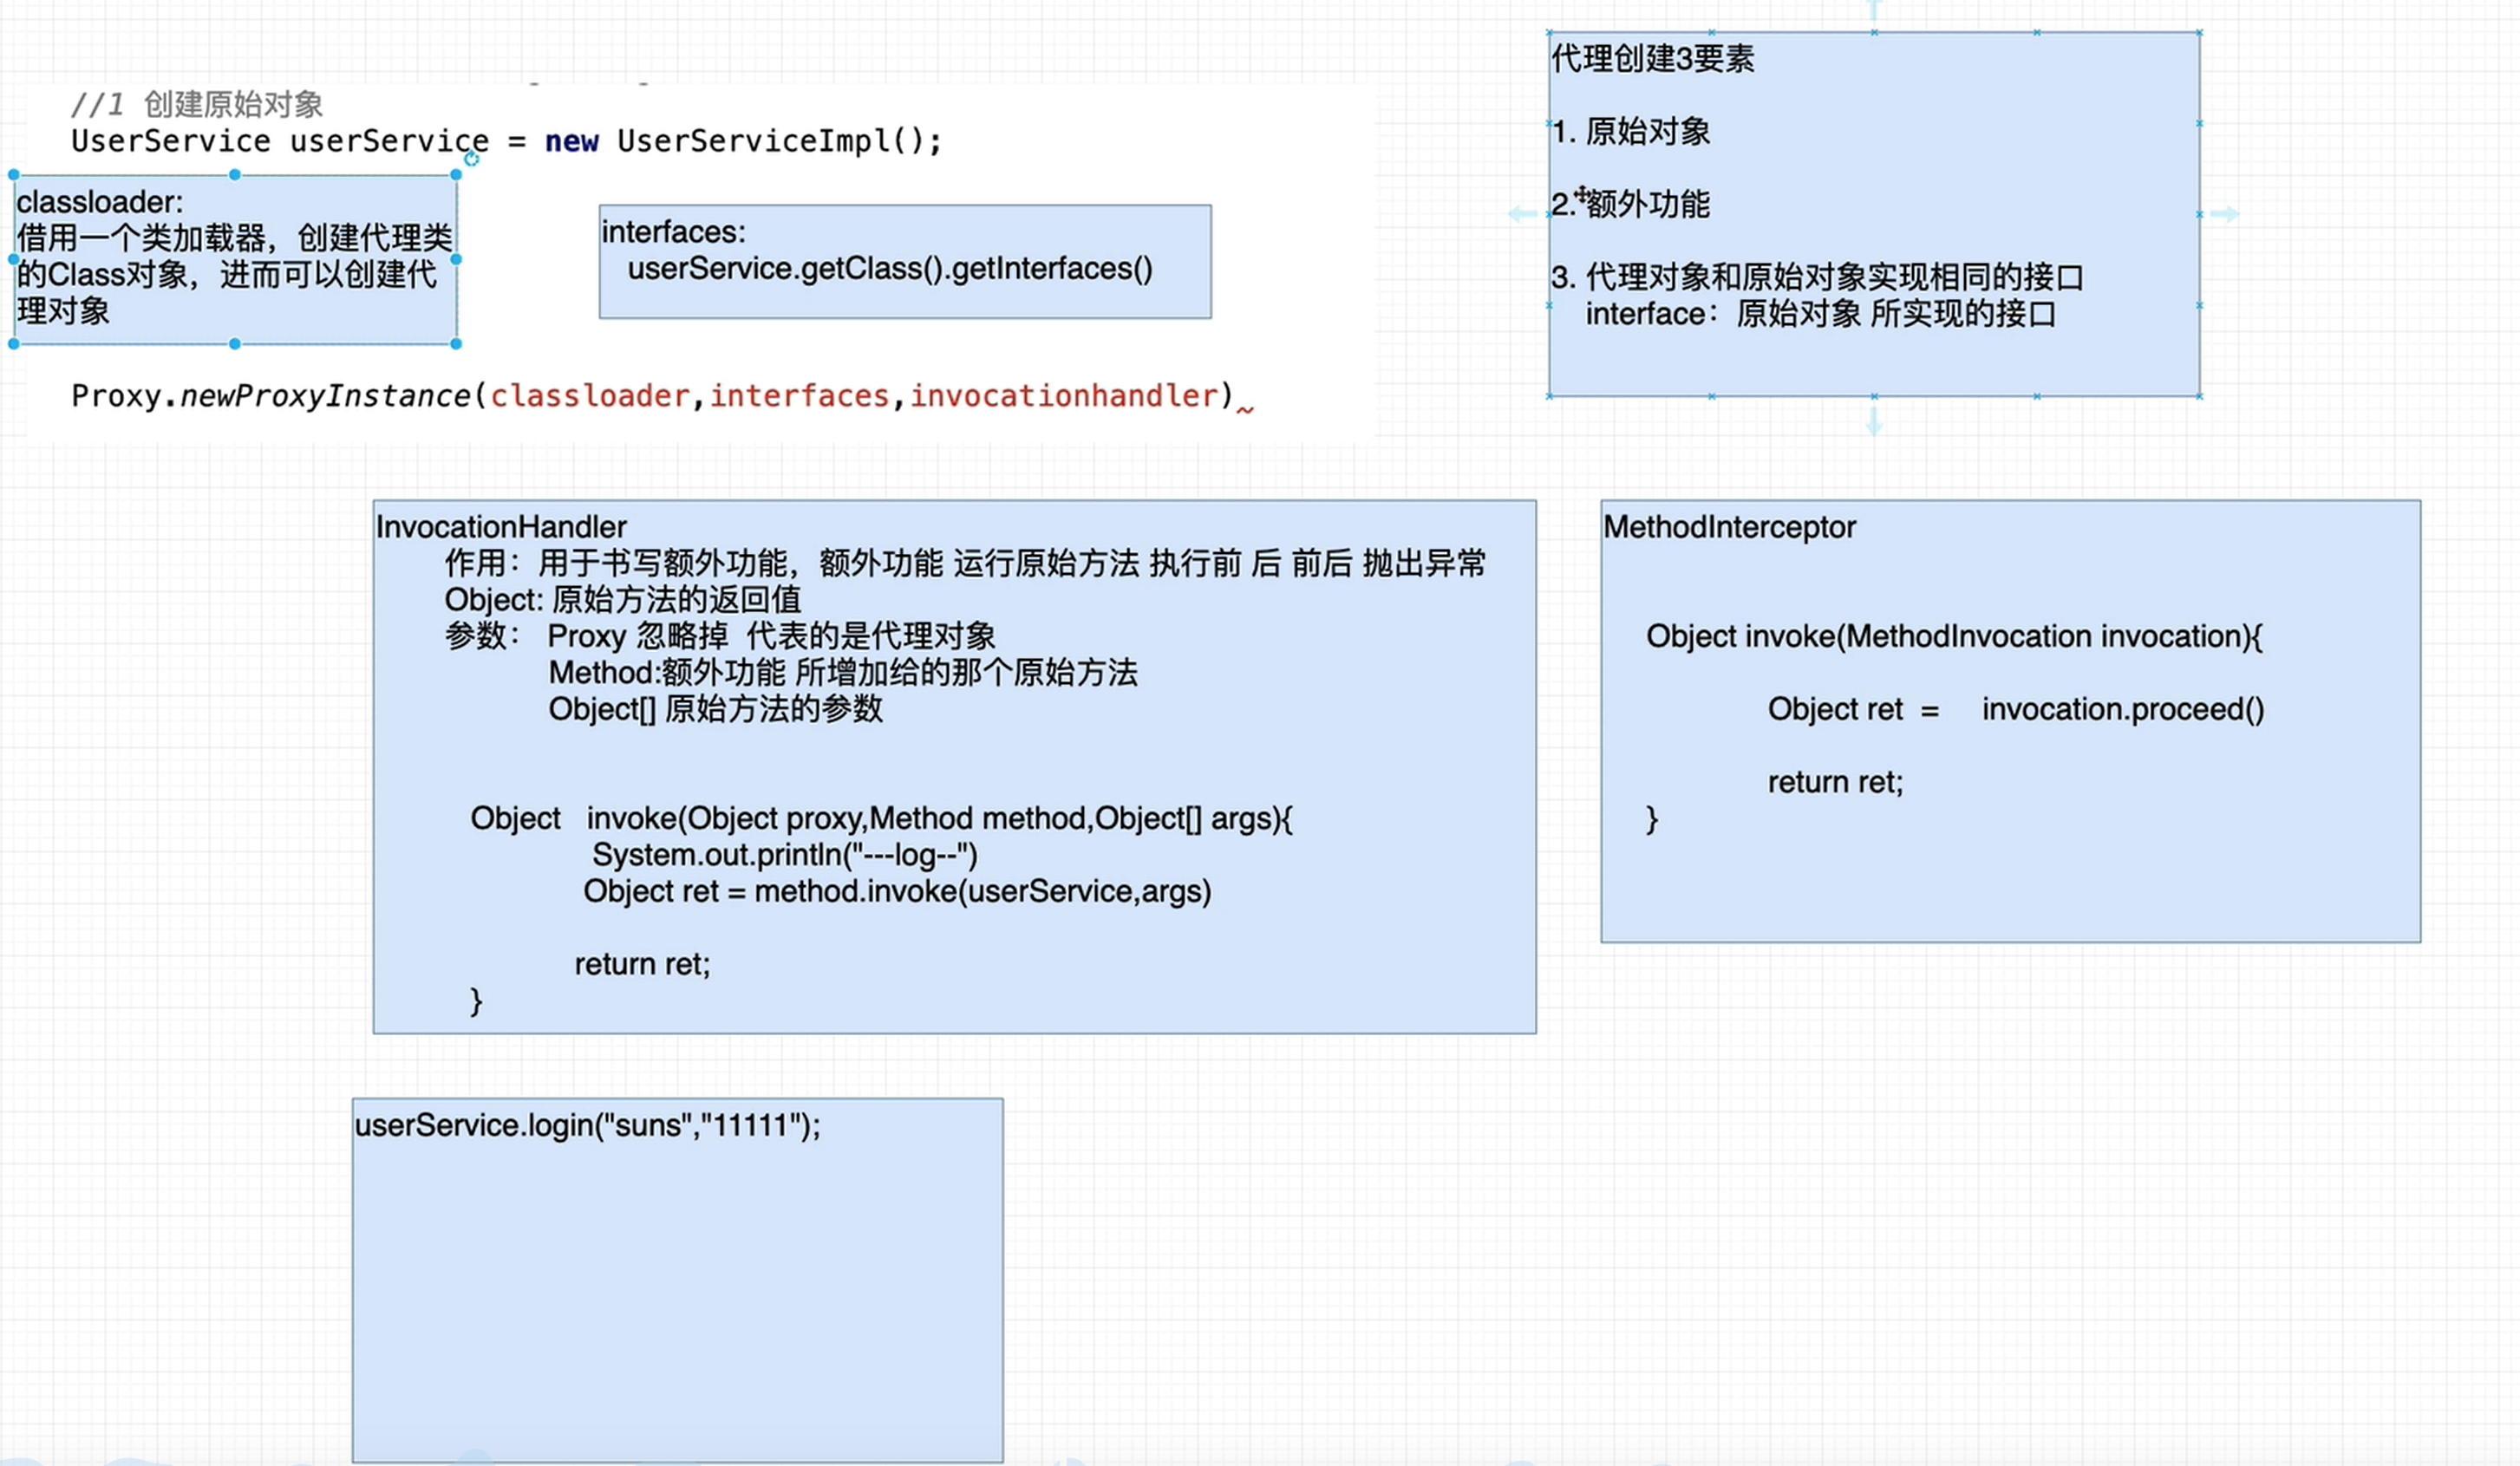 //1 创建原始对象
UserService userService = new UserServiceImpl();
classloader:
借用一个类加载器，创建代理类
的Class对象，进而可以创建代
理对象
interfaces:
userService.getClass().getInterfaces()
Proxy.newProxyInstance(classloader,interfaces,invocationhandler)
代理创建3要素
1. 原始对象
2. 额外功能
3. 代理对象和原始对象实现相同的接口
interface：原始对象 所实现的接口
InvocationHandler
作用：用于书写额外功能，额外功能 运行原始方法 执行前 后 前后 抛出异常
Object: 原始方法的返回值
参数： Proxy 忽略掉 代表的是代理对象
Method:额外功能 所增加给的那个原始方法
Object[] 原始方法的参数
Object invoke(Object proxy,Method method,Object[] args){
System.out.println("---log--")
Object ret = method.invoke(userService,args)
return ret;
}
MethodInterceptor
Object invoke(MethodInvocation invocation){
Object ret = invocation.proceed()
return ret;
}
userService.login("suns","11111");